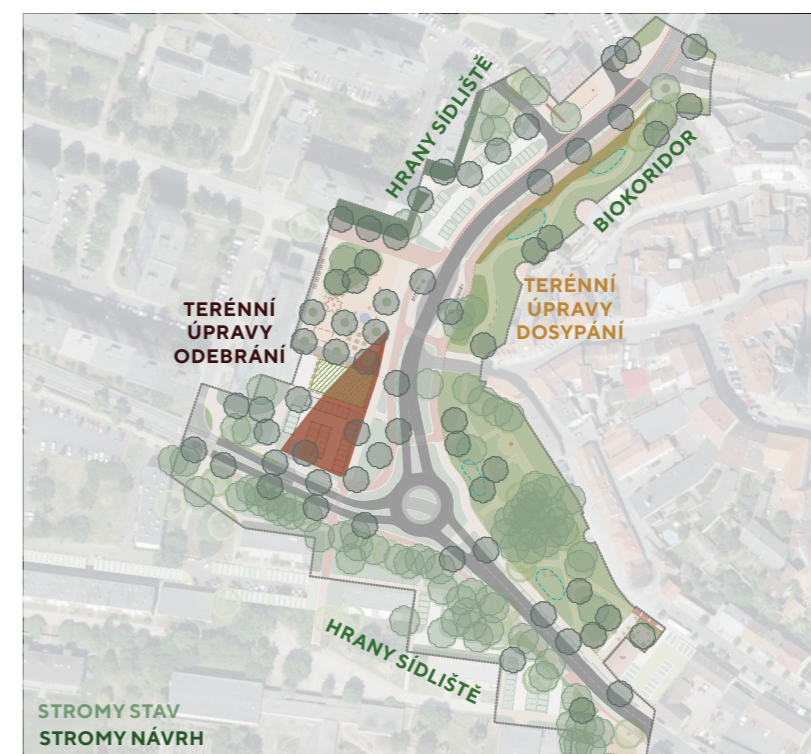 HRANY SÍDLIŠTĚ
BIOKORIDOR
TERÉNNÍ
ÚPRAVY
ODEBRÁNÍ
TERÉNNÍ
ÚPRAVY
DOSYPÁNÍ
HRANY SÍDLIŠTĚ
STROMY STAV
STROMY NÁVRH